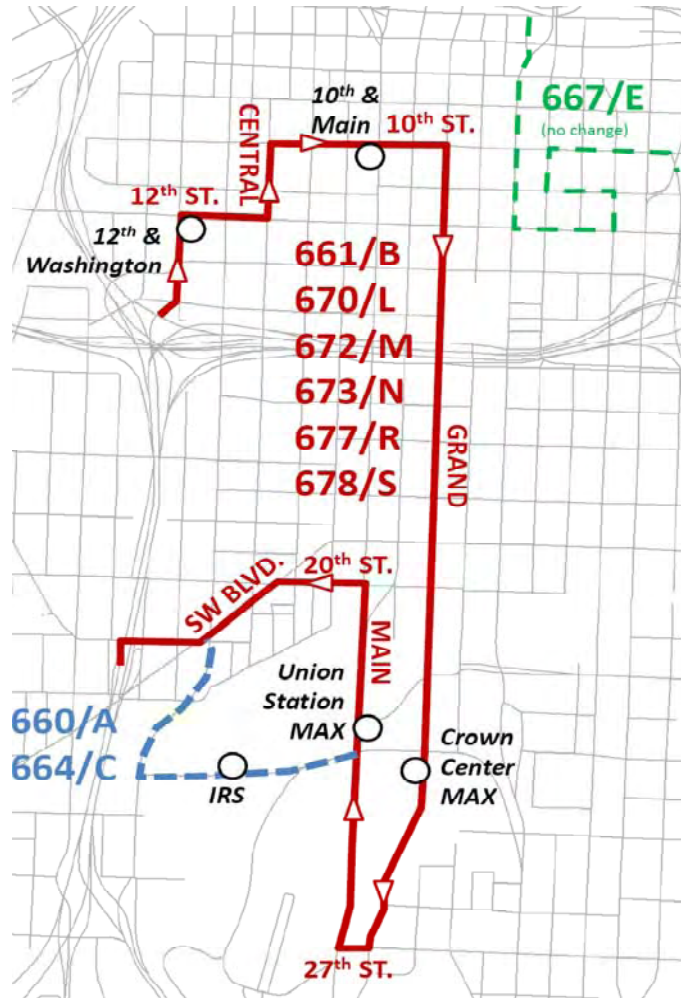 10th &
Main
10th ST.
667/E
(no change)
CENTRAL
12th ST.
12th &
Washington
661/B
670/L
672/M
673/N
677/R
678/S
GRAND
20th ST.
SW BLVD.
MAIN
Union
Station
MAX
660/A
664/C
IRS
Crown
Center
MAX
27th ST.